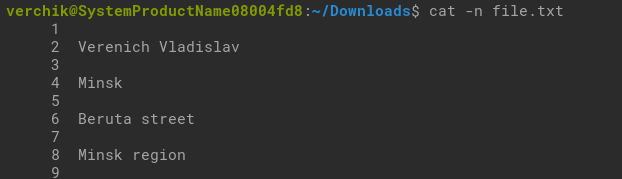 verchik@SystemProductName08004fd8:~/Downloads$ cat -n file.txt
1
2 Verenich Vladislav
3
4 Minsk
5
6 Beruta street
7
8 Minsk region
9